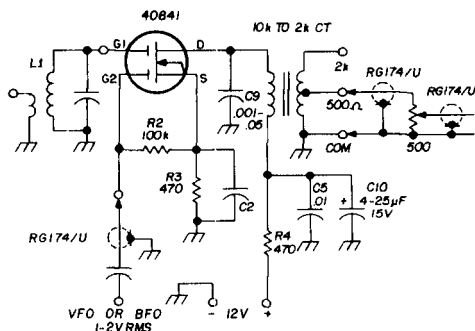 40841
10k TO 2k CT
L1
G1
D
G2
S
2k
RG174/U
C9
.001-
.05
500Ω
RG174/U
R2
100k
COM
500
R3
470
C2
C5
.01
C10
4-25µF
15V
RG174/U
R4
470
VFO OR BFO
1-2V RMS
- 12V +
+